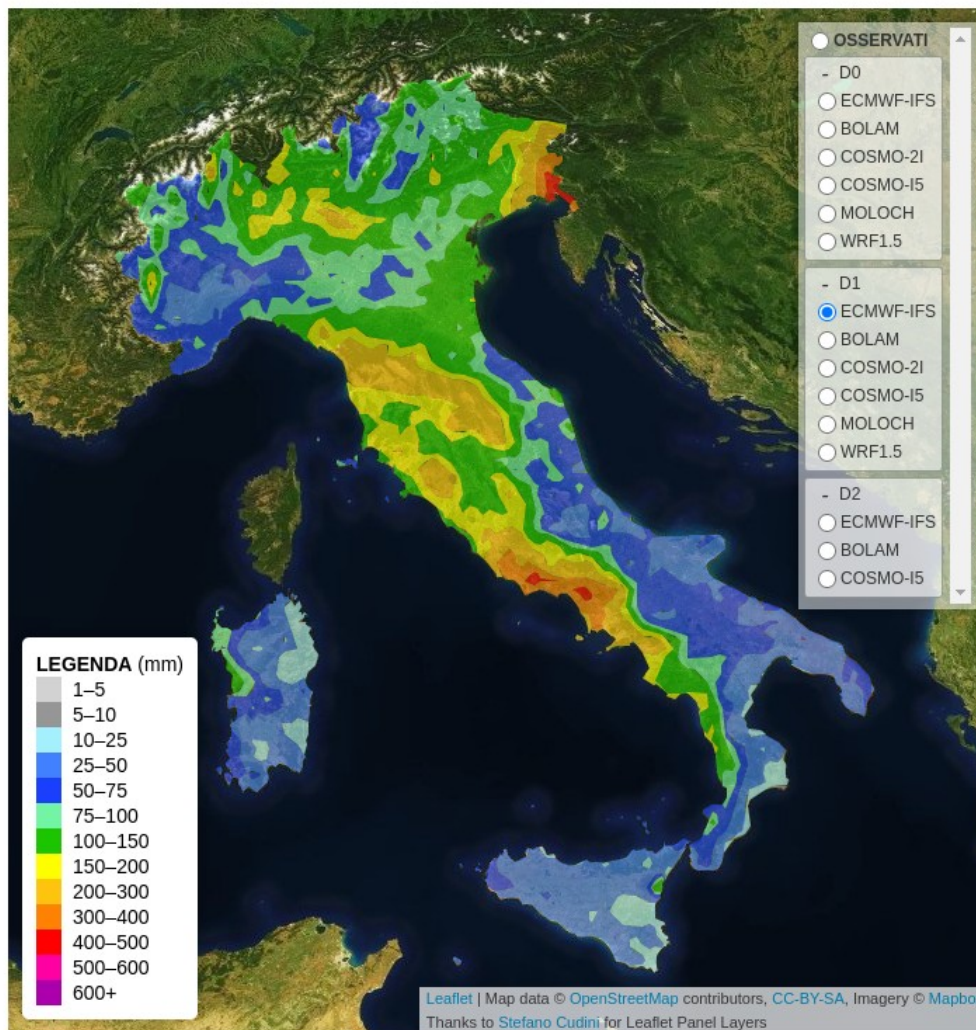 OSSERVATI
- D0
ECMWF-IFS
BOLAM
COSMO-2I
COSMO-I5
MOLOCH
WRF1.5
- D1
ECMWF-IFS
BOLAM
COSMO-2I
COSMO-I5
MOLOCH
WRF1.5
- D2
ECMWF-IFS
BOLAM
COSMO-I5
LEGENDA (mm)
1–5
5–10
10–25
25–50
50–75
75–100
100–150
150–200
200–300
300–400
400–500
500–600
600+
Leaflet | Map data © OpenStreetMap contributors, CC-BY-SA, Imagery © Mapbo
Thanks to Stefano Cudini for Leaflet Panel Layers